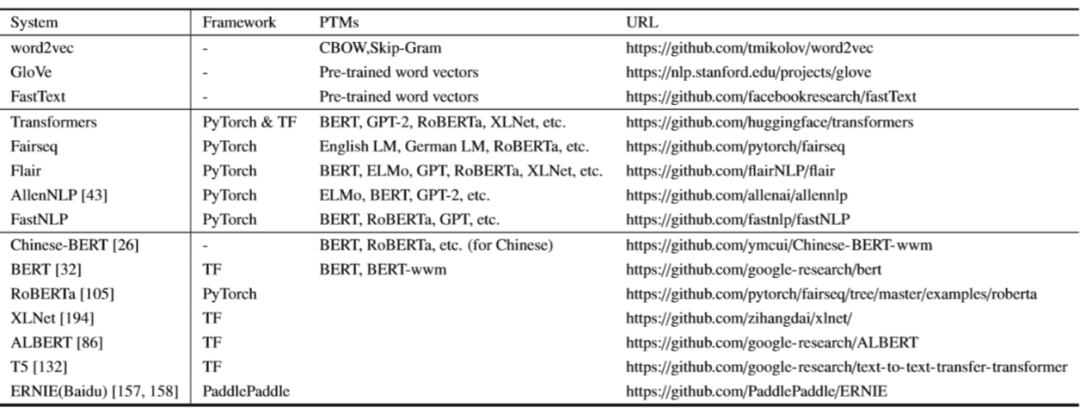 System Framework PTMs URL
word2vec - CBOW,Skip-Gram https://github.com/tmikolov/word2vec
GloVe - Pre-trained word vectors https://nlp.stanford.edu/projects/glove
FastText - Pre-trained word vectors https://github.com/facebookresearch/fastText
Transformers PyTorch & TF BERT, GPT-2, RoBERTa, XLNet, etc. https://github.com/huggingface/transformers
Fairseq PyTorch English LM, German LM, RoBERTa, etc. https://github.com/pytorch/fairseq
Flair PyTorch BERT, ELMo, GPT, RoBERTa, XLNet, etc. https://github.com/flairNLP/flair
AllenNLP [43] PyTorch ELMo, BERT, GPT-2, etc. https://github.com/allenai/allennlp
FastNLP PyTorch BERT, RoBERTa, GPT, etc. https://github.com/fastnlp/fastNLP
Chinese-BERT [26] - BERT, RoBERTa, etc. (for Chinese) https://github.com/ymcui/Chinese-BERT-wwm
BERT [32] TF BERT, BERT-wwm https://github.com/google-research/bert
RoBERTa [105] PyTorch https://github.com/pytorch/fairseq/tree/master/examples/roberta
XLNet [194] TF https://github.com/zihangdai/xlnet/
ALBERT [86] TF https://github.com/google-research/ALBERT
T5 [132] TF https://github.com/google-research/text-to-text-transfer-transformer
ERNIE(Baidu) [157, 158] PaddlePaddle https://github.com/PaddlePaddle/ERNIE